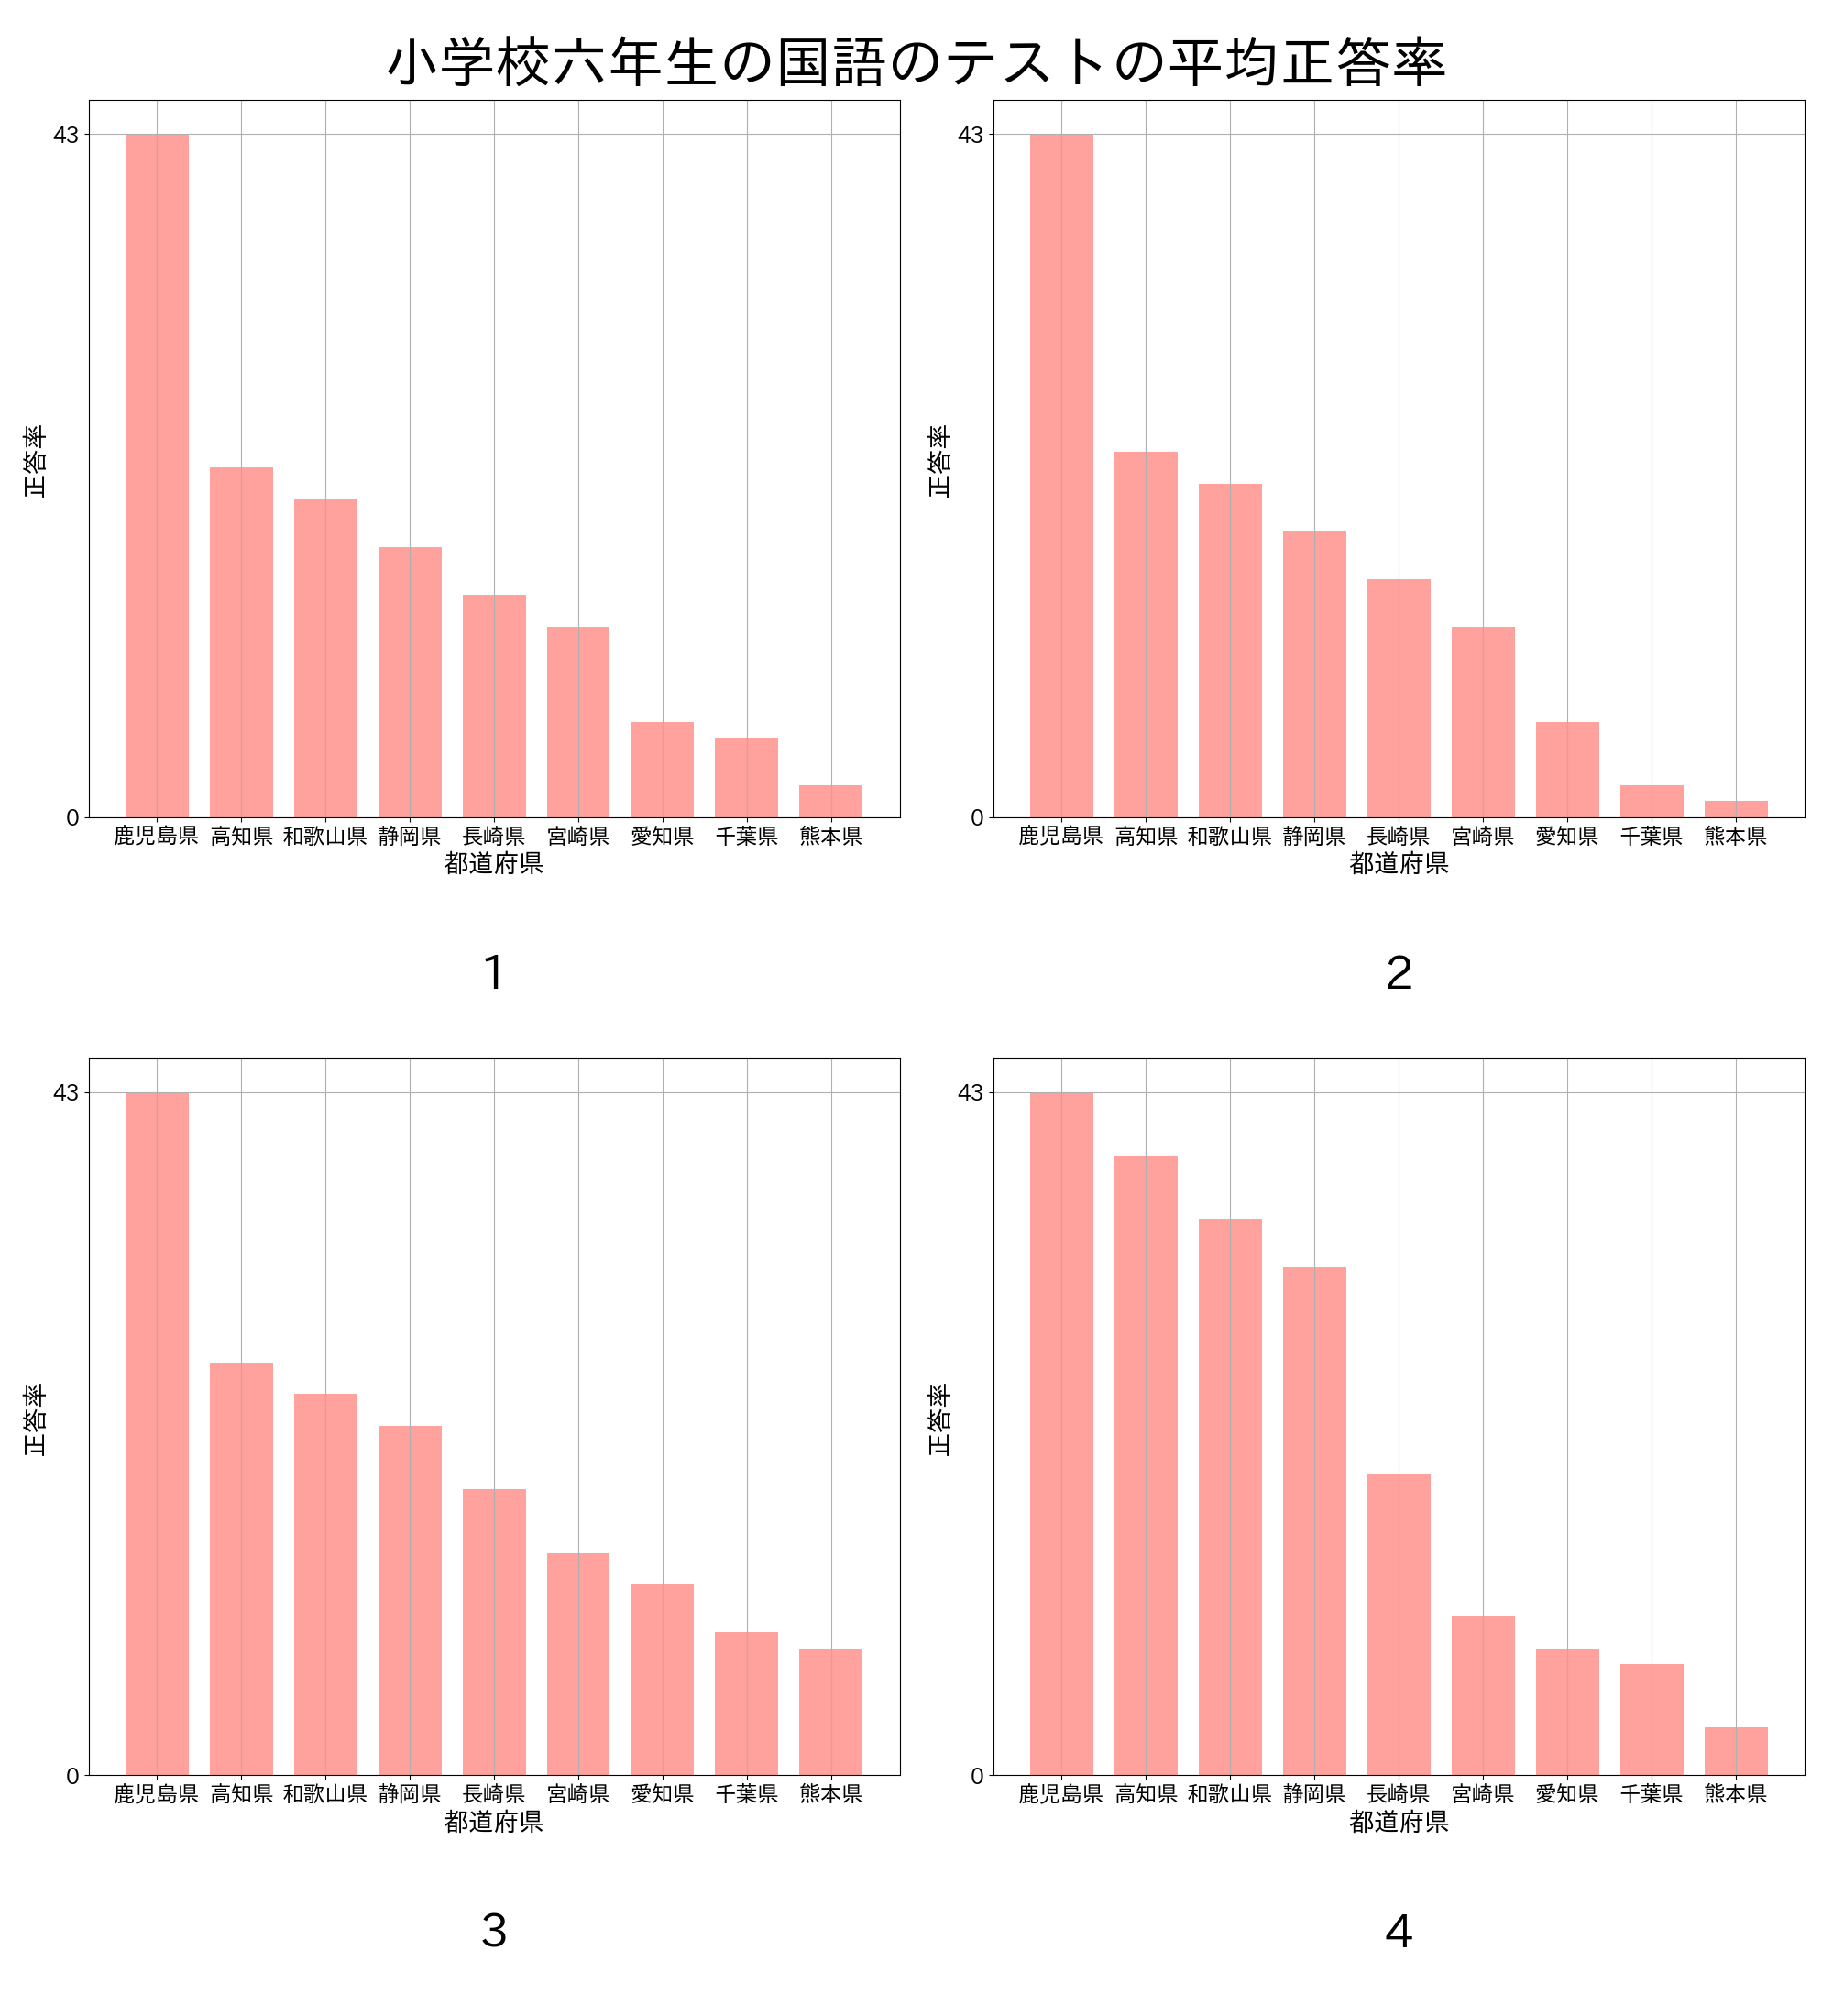 小学校六年生の国語のテストの平均正答率
43
0
正答率
鹿児島県 高知県 和歌山県 静岡県 長崎県 宮崎県 愛知県 千葉県 熊本県
都道府県
1
43
0
正答率
鹿児島県 高知県 和歌山県 静岡県 長崎県 宮崎県 愛知県 千葉県 熊本県
都道府県
2
43
0
正答率
鹿児島県 高知県 和歌山県 静岡県 長崎県 宮崎県 愛知県 千葉県 熊本県
都道府県
3
43
0
正答率
鹿児島県 高知県 和歌山県 静岡県 長崎県 宮崎県 愛知県 千葉県 熊本県
都道府県
4